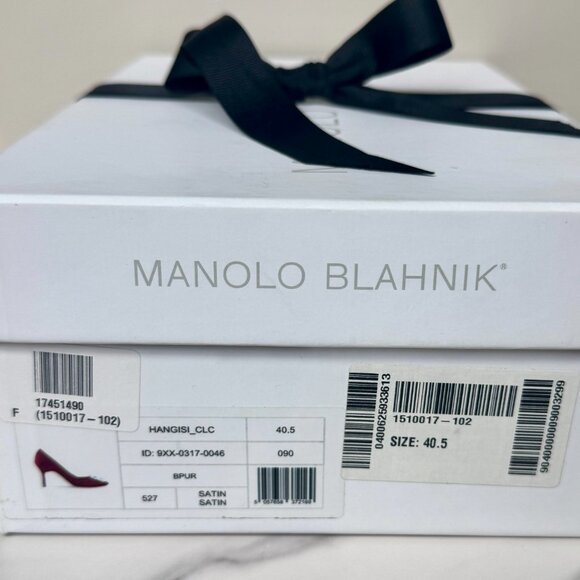 MANOLO BLAHNIK®
17451490
F (1510017-102)
HANGISI_CLC 40.5
ID: 9XX-0317-0046 090
BPUR
527 SATIN
SATIN
0400625933613
1510017-102
SIZE: 40.5
9040000009003299